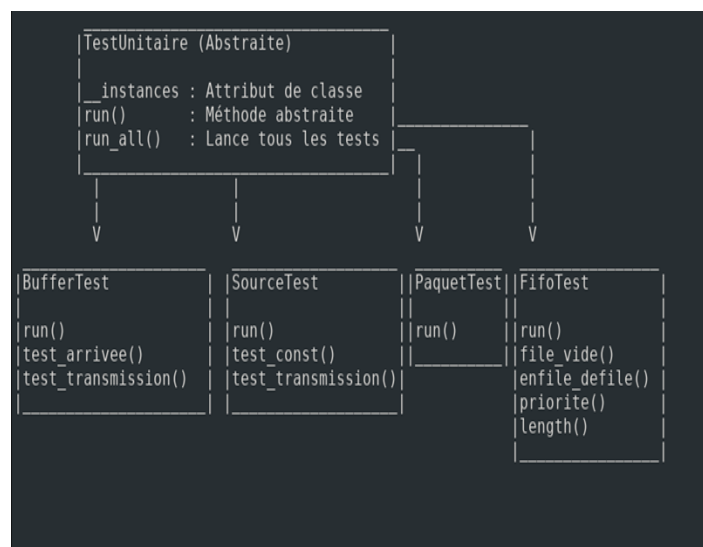 TestUnitaire (Abstraite)
__instances : Attribut de classe
run() : Méthode abstraite
run_all() : Lance tous les tests
BufferTest
run()
test_arrivee()
test_transmission()
SourceTest
run()
test_const()
test_transmission()
PaquetTest
run()
FifoTest
run()
file_vide()
enfile_defile()
priorite()
length()